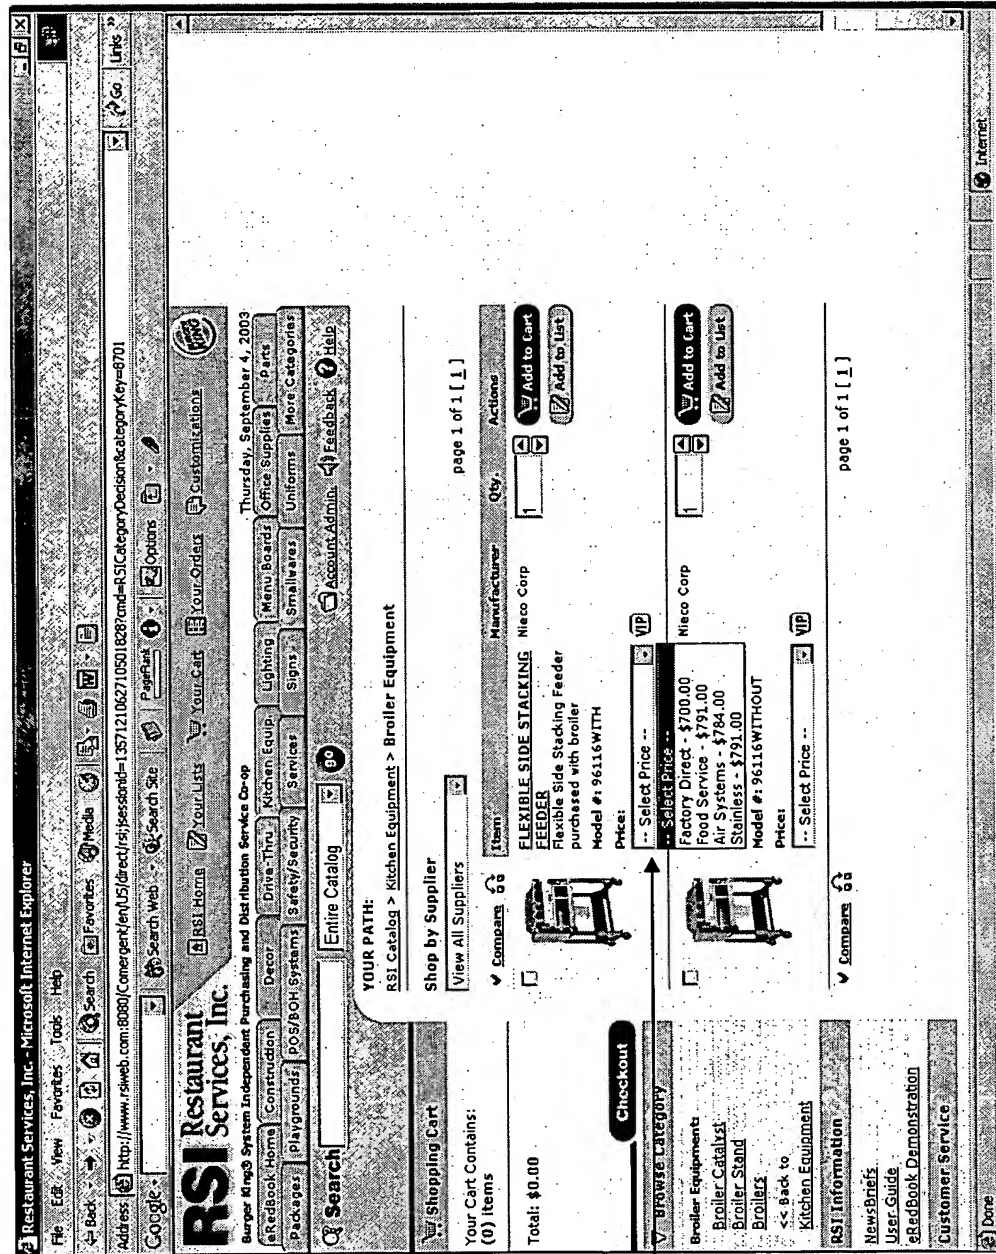 Restaurant Services, Inc. - Microsoft Internet Explorer
File Edit View Favorites Tools Help
Back Search Favorites Media
Address http://www.rsiweb.com:8080/Comergent/en/US/direct/rsi;jsessionid=1357121062710501828?cmd=RSICategoryDecision&categoryKey=8701 Go Links »
Google Search Web Search Site PageRank Options
RSI Restaurant Services, Inc.
RSI Home Your Lists Your Cart Your Orders Customizations
Burger King® System Independent Purchasing and Distribution Service Co-op
Thursday, September 4, 2003
eRedBook Home Construction Decor Drive-Thru Kitchen Equip. Lighting Menu Boards Office Supplies Parts
Packages Playgrounds POS/BOH Systems Safety/Security Services Signs Smallwares Uniforms More Categories
Search Entire Catalog GO Account Admin. Feedback Help
YOUR PATH:
RSI Catalog > Kitchen Equipment > Broiler Equipment
Shopping Cart
Your Cart Contains:
(0) items
Total: $0.00
Checkout
Browse Category
Broiler Equipments
Broiler Catalyst
Broiler Stand
Broilers
<< Back to
Kitchen Equipment
RSI Information
NewsBriefs
User Guide
eRedBook Demonstration
Customer Service
Shop by Supplier
View All Suppliers
page 1 of 1 [ 1 ]
Compare
Item Manufacturer Qty. Actions
FLEXIBLE SIDE STACKING FEEDER
Flexible Side Stacking Feeder
purchased with broiler
Model #: 96116WITH
Price:
-- Select Price -- VIP
Nieco Corp
1
Add to Cart
Add to List
-- Select Price --
Factory Direct - $700.00
Food Service - $791.00
Air Systems - $784.00
Stainless - $791.00
Model #: 96116WITHOUT
Price:
-- Select Price -- VIP
Nieco Corp
1
Add to Cart
Add to List
Compare
page 1 of 1 [ 1 ]
Done Internet